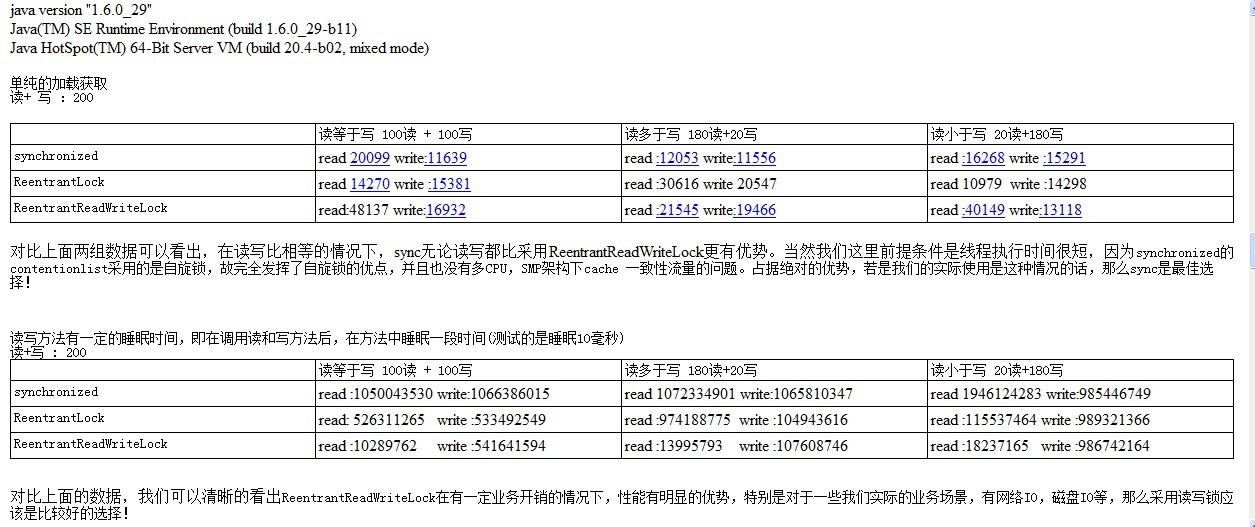 java version "1.6.0_29"
Java(TM) SE Runtime Environment (build 1.6.0_29-b11)
Java HotSpot(TM) 64-Bit Server VM (build 20.4-b02, mixed mode)
单纯的加载获取
读+ 写 : 200
读等于写 100读 + 100写 读多于写 180读+20写 读小于写 20读+180写
synchronized read 20099 write:11639 read :12053 write:11556 read :16268 write :15291
ReentrantLock read 14270 write :15381 read :30616 write 20547 read 10979 write :14298
ReentrantReadWriteLock read:48137 write:16932 read :21545 write:19466 read :40149 write:13118
对比上面两组数据可以看出，在读写比相等的情况下，sync无论读写都比采用ReentrantReadWriteLock更有优势。当然我们这里前提条件是线程执行时间很短，因为synchronized的
contentionlist采用的是自旋锁，故完全发挥了自旋锁的优点，并且也没有多CPU，SMP架构下cache 一致性流量的问题。占据绝对的优势，若是我们的实际使用是这种情况的话，那么sync是最佳选
择！
读写方法有一定的睡眠时间，即在调用读和写方法后，在方法中睡眠一段时间(测试的是睡眠10毫秒)
读+写 : 200
读等于写 100读 + 100写 读多于写 180读+20写 读小于写 20读+180写
synchronized read :1050043530 write:1066386015 read 1072334901 write:1065810347 read 1946124283 write:985446749
ReentrantLock read: 526311265 write :533492549 read :974188775 write :104943616 read :115537464 write :989321366
ReentrantReadWriteLock read :10289762 write :541641594 read :13995793 write :107608746 read :18237165 write :986742164
对比上面的数据，我们可以清晰的看出ReentrantReadWriteLock在有一定业务开销的情况下，性能有明显的优势，特别是对于一些我们实际的业务场景，有网络IO，磁盘IO等，那么采用读写锁应
该是比较好的选择！